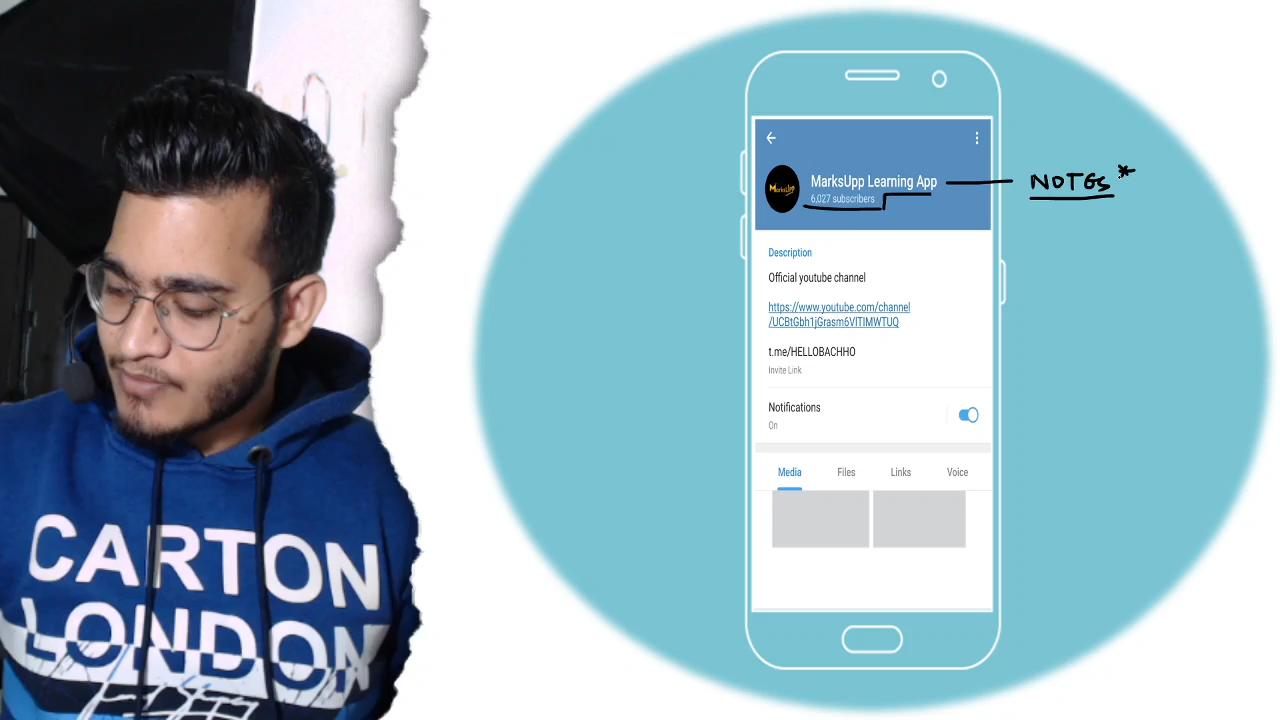 MarksUpp Learning App
6,027 subscribers
NOTES*
MarksUpp
Description
Official youtube channel
https://www.youtube.com/channel
/UCBtGbh1jGrasm6VlTIMWTUQ
t.me/HELLOBACHHO
Invite Link
Notifications
On
Media Files Links Voice
CARTON
LONDON